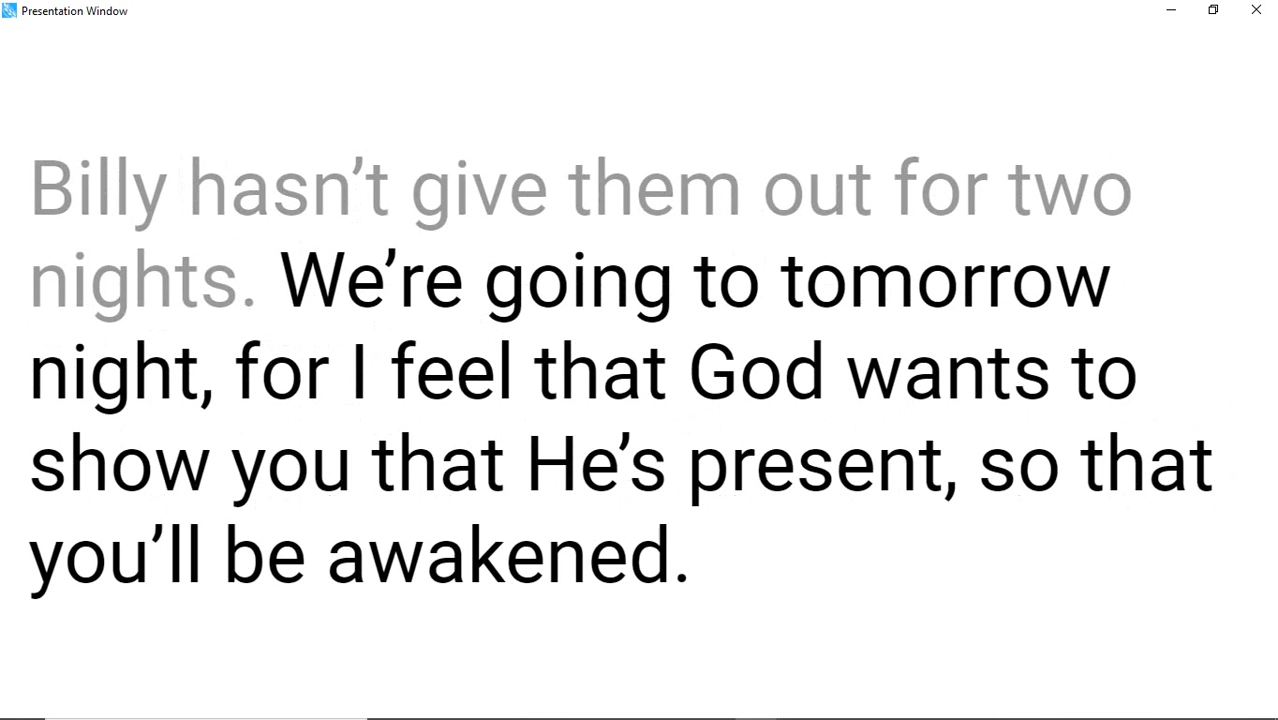 Presentation Window
Billy hasn’t give them out for two
nights. We’re going to tomorrow
night, for I feel that God wants to
show you that He’s present, so that
you’ll be awakened.